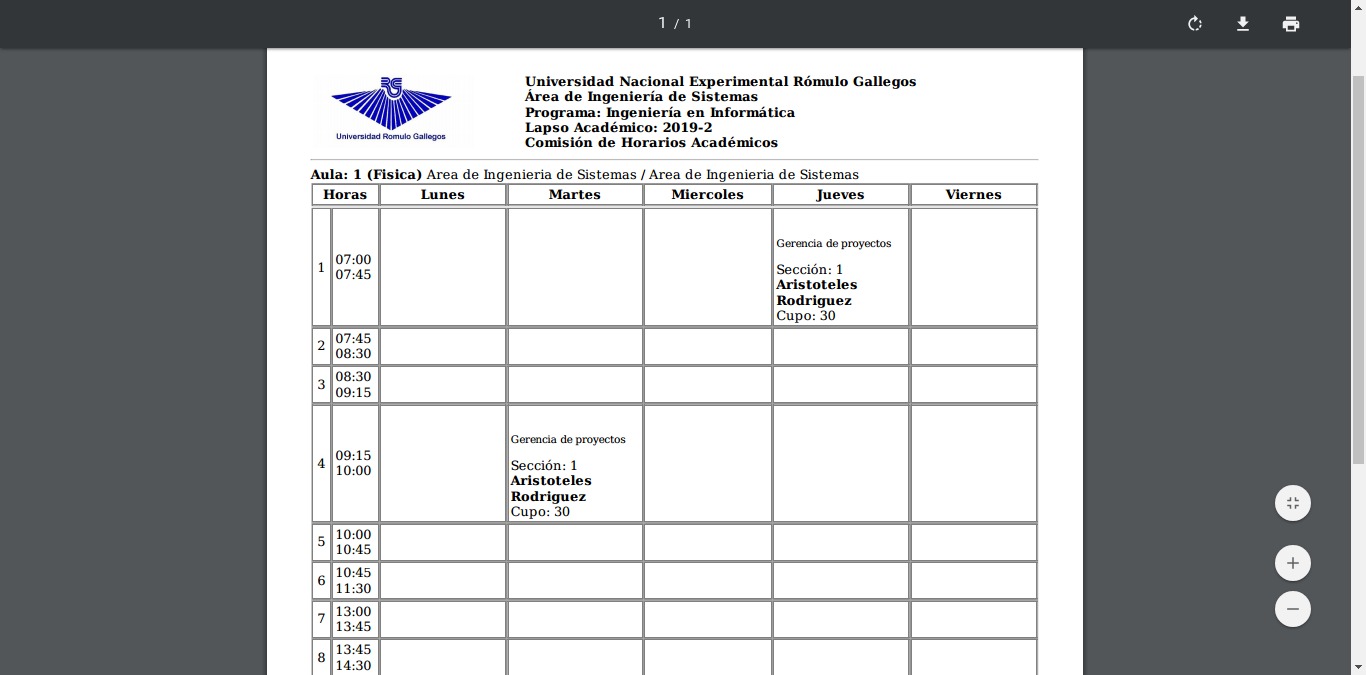 1 / 1
Universidad Romulo Gallegos
Universidad Nacional Experimental Rómulo Gallegos
Área de Ingeniería de Sistemas
Programa: Ingeniería en Informática
Lapso Académico: 2019-2
Comisión de Horarios Académicos
Aula: 1 (Fisica) Area de Ingenieria de Sistemas / Area de Ingenieria de Sistemas
Horas Lunes Martes Miercoles Jueves Viernes
1
07:00
07:45
Gerencia de proyectos
Sección: 1
Aristoteles
Rodriguez
Cupo: 30
2
07:45
08:30
3
08:30
09:15
4
09:15
10:00
Gerencia de proyectos
Sección: 1
Aristoteles
Rodriguez
Cupo: 30
5
10:00
10:45
6
10:45
11:30
7
13:00
13:45
8
13:45
14:30